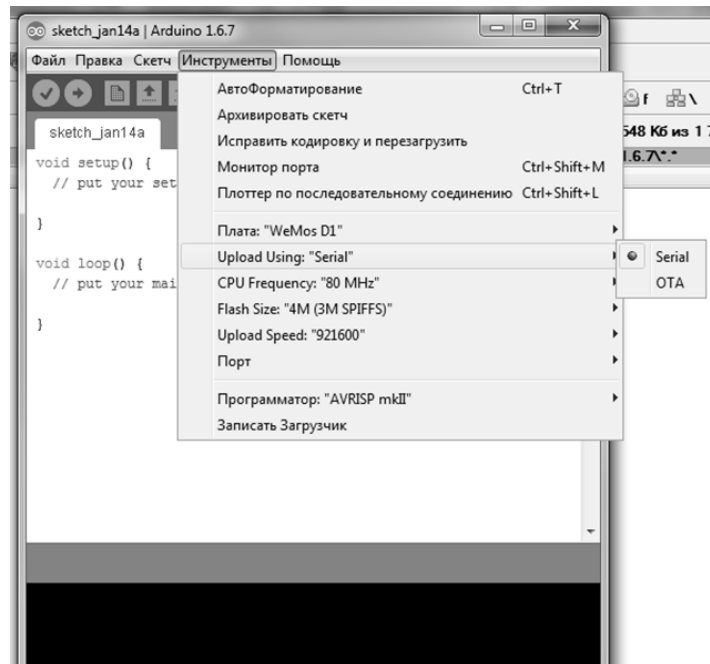 sketch_jan14a | Arduino 1.6.7
Файл Правка Скетч Инструменты Помощь
sketch_jan14a
void setup() {
// put your set
}
void loop() {
// put your mai
}
АвтоФорматирование Ctrl+T
Архивировать скетч
Исправить кодировку и перезагрузить
Монитор порта Ctrl+Shift+M
Плоттер по последовательному соединению Ctrl+Shift+L
Плата: "WeMos D1"
Upload Using: "Serial"
CPU Frequency: "80 MHz"
Flash Size: "4M (3M SPIFFS)"
Upload Speed: "921600"
Порт
Программатор: "AVRISP mkII"
Записать Загрузчик
Serial
OTA
f \
548 Кб из 1 7
1.6.7\*.*